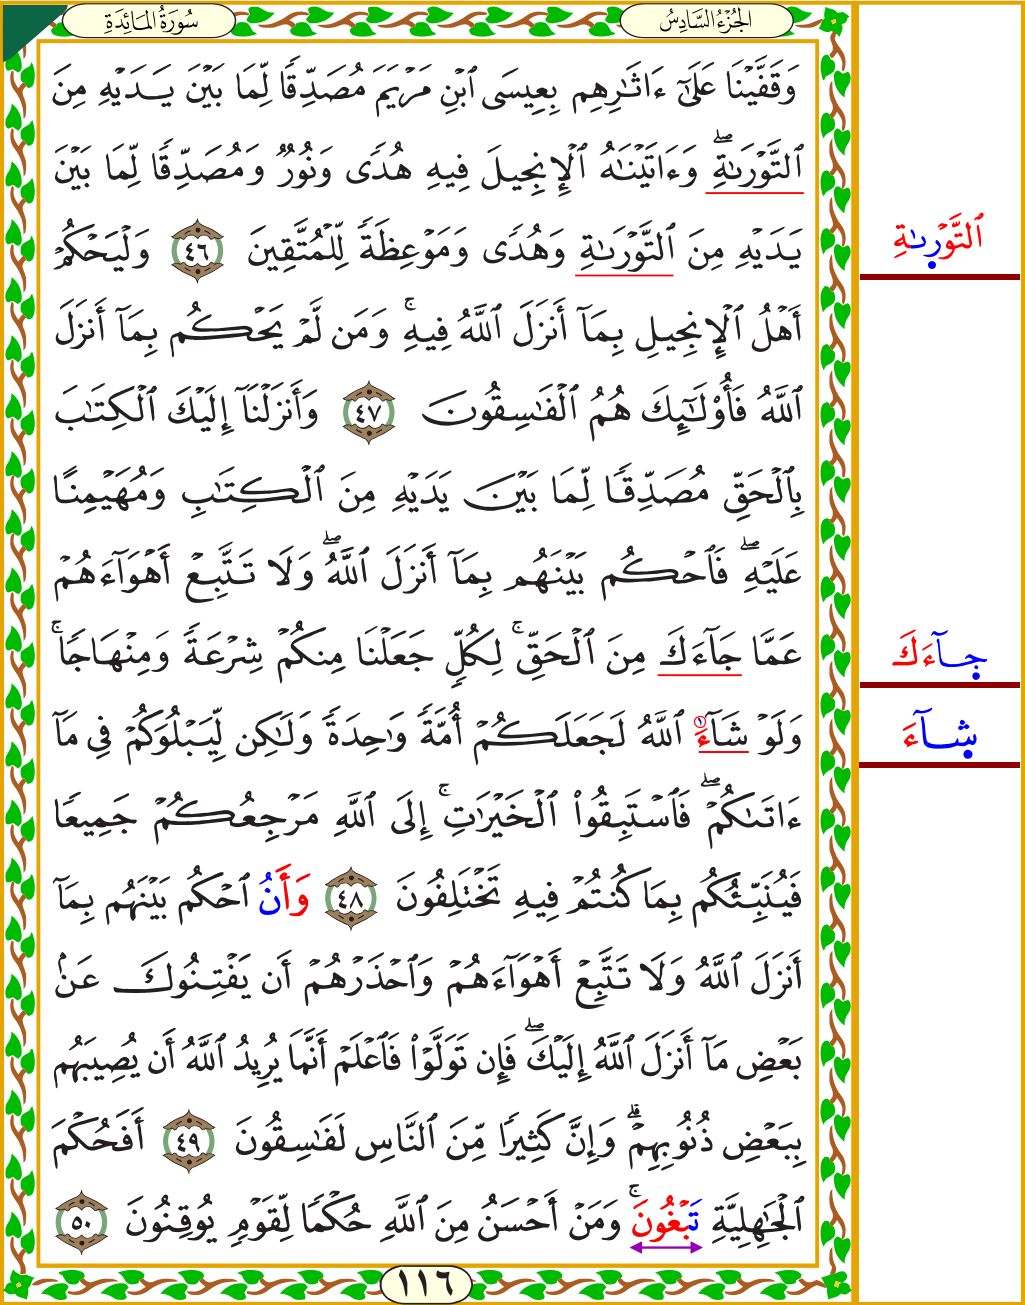 الجُزْءُ السَّادِسُ
سُورَةُ المَائِدَةِ
وَقَفَّيْنَا عَلَىٰٓ ءَاثَٰرِهِم بِعِيسَى ٱبْنِ مَرْيَمَ مُصَدِّقًا لِّمَا بَيْنَ يَدَيْهِ مِنَ
ٱلتَّوْرَىٰةِۖ وَءَاتَيْنَٰهُ ٱلْإِنجِيلَ فِيهِ هُدًى وَنُورٌ وَمُصَدِّقًا لِّمَا بَيْنَ
يَدَيْهِ مِنَ ٱلتَّوْرَىٰةِ وَهُدًى وَمَوْعِظَةً لِّلْمُتَّقِينَ ٤٦ وَلْيَحْكُمْ
أَهْلُ ٱلْإِنجِيلِ بِمَآ أَنزَلَ ٱللَّهُ فِيهِۚ وَمَن لَّمْ يَحْكُم بِمَآ أَنزَلَ
ٱللَّهُ فَأُوْلَٰٓئِكَ هُمُ ٱلْفَٰسِقُونَ ٤٧ وَأَنزَلْنَآ إِلَيْكَ ٱلْكِتَٰبَ
بِٱلْحَقِّ مُصَدِّقًا لِّمَا بَيْنَ يَدَيْهِ مِنَ ٱلْكِتَٰبِ وَمُهَيْمِنًا
عَلَيْهِۖ فَٱحْكُم بَيْنَهُم بِمَآ أَنزَلَ ٱللَّهُۖ وَلَا تَتَّبِعْ أَهْوَآءَهُمْ
عَمَّا جَآءَكَ مِنَ ٱلْحَقِّۚ لِكُلٍّ جَعَلْنَا مِنكُمْ شِرْعَةً وَمِنْهَاجًاۚ
وَلَوْ شَآءَ ١ ٱللَّهُ لَجَعَلَكُمْ أُمَّةً وَٰحِدَةً وَلَٰكِن لِّيَبْلُوَكُمْ فِى مَآ
ءَاتَىٰكُمْۖ فَٱسْتَبِقُوا۟ ٱلْخَيْرَٰتِۚ إِلَى ٱللَّهِ مَرْجِعُكُمْ جَمِيعًا
فَيُنَبِّئُكُم بِمَا كُنتُمْ فِيهِ تَخْتَلِفُونَ ٤٨ وَأَنُ ٱحْكُم بَيْنَهُم بِمَآ
أَنزَلَ ٱللَّهُ وَلَا تَتَّبِعْ أَهْوَآءَهُمْ وَٱحْذَرْهُمْ أَن يَفْتِنُوكَ عَنۢ
بَعْضِ مَآ أَنزَلَ ٱللَّهُ إِلَيْكَۖ فَإِن تَوَلَّوْا۟ فَٱعْلَمْ أَنَّمَا يُرِيدُ ٱللَّهُ أَن يُصِيبَهُم
بِبَعْضِ ذُنُوبِهِمْۗ وَإِنَّ كَثِيرًا مِّنَ ٱلنَّاسِ لَفَٰسِقُونَ ٤٩ أَفَحُكْمَ
ٱلْجَٰهِلِيَّةِ تَبْغُونَۚ وَمَنْ أَحْسَنُ مِنَ ٱللَّهِ حُكْمًا لِّقَوْمٍ يُوقِنُونَ ٥٠
ٱلتَّوْرِىٰةِ
جِآءَكَ
شِآءَ
١١٦